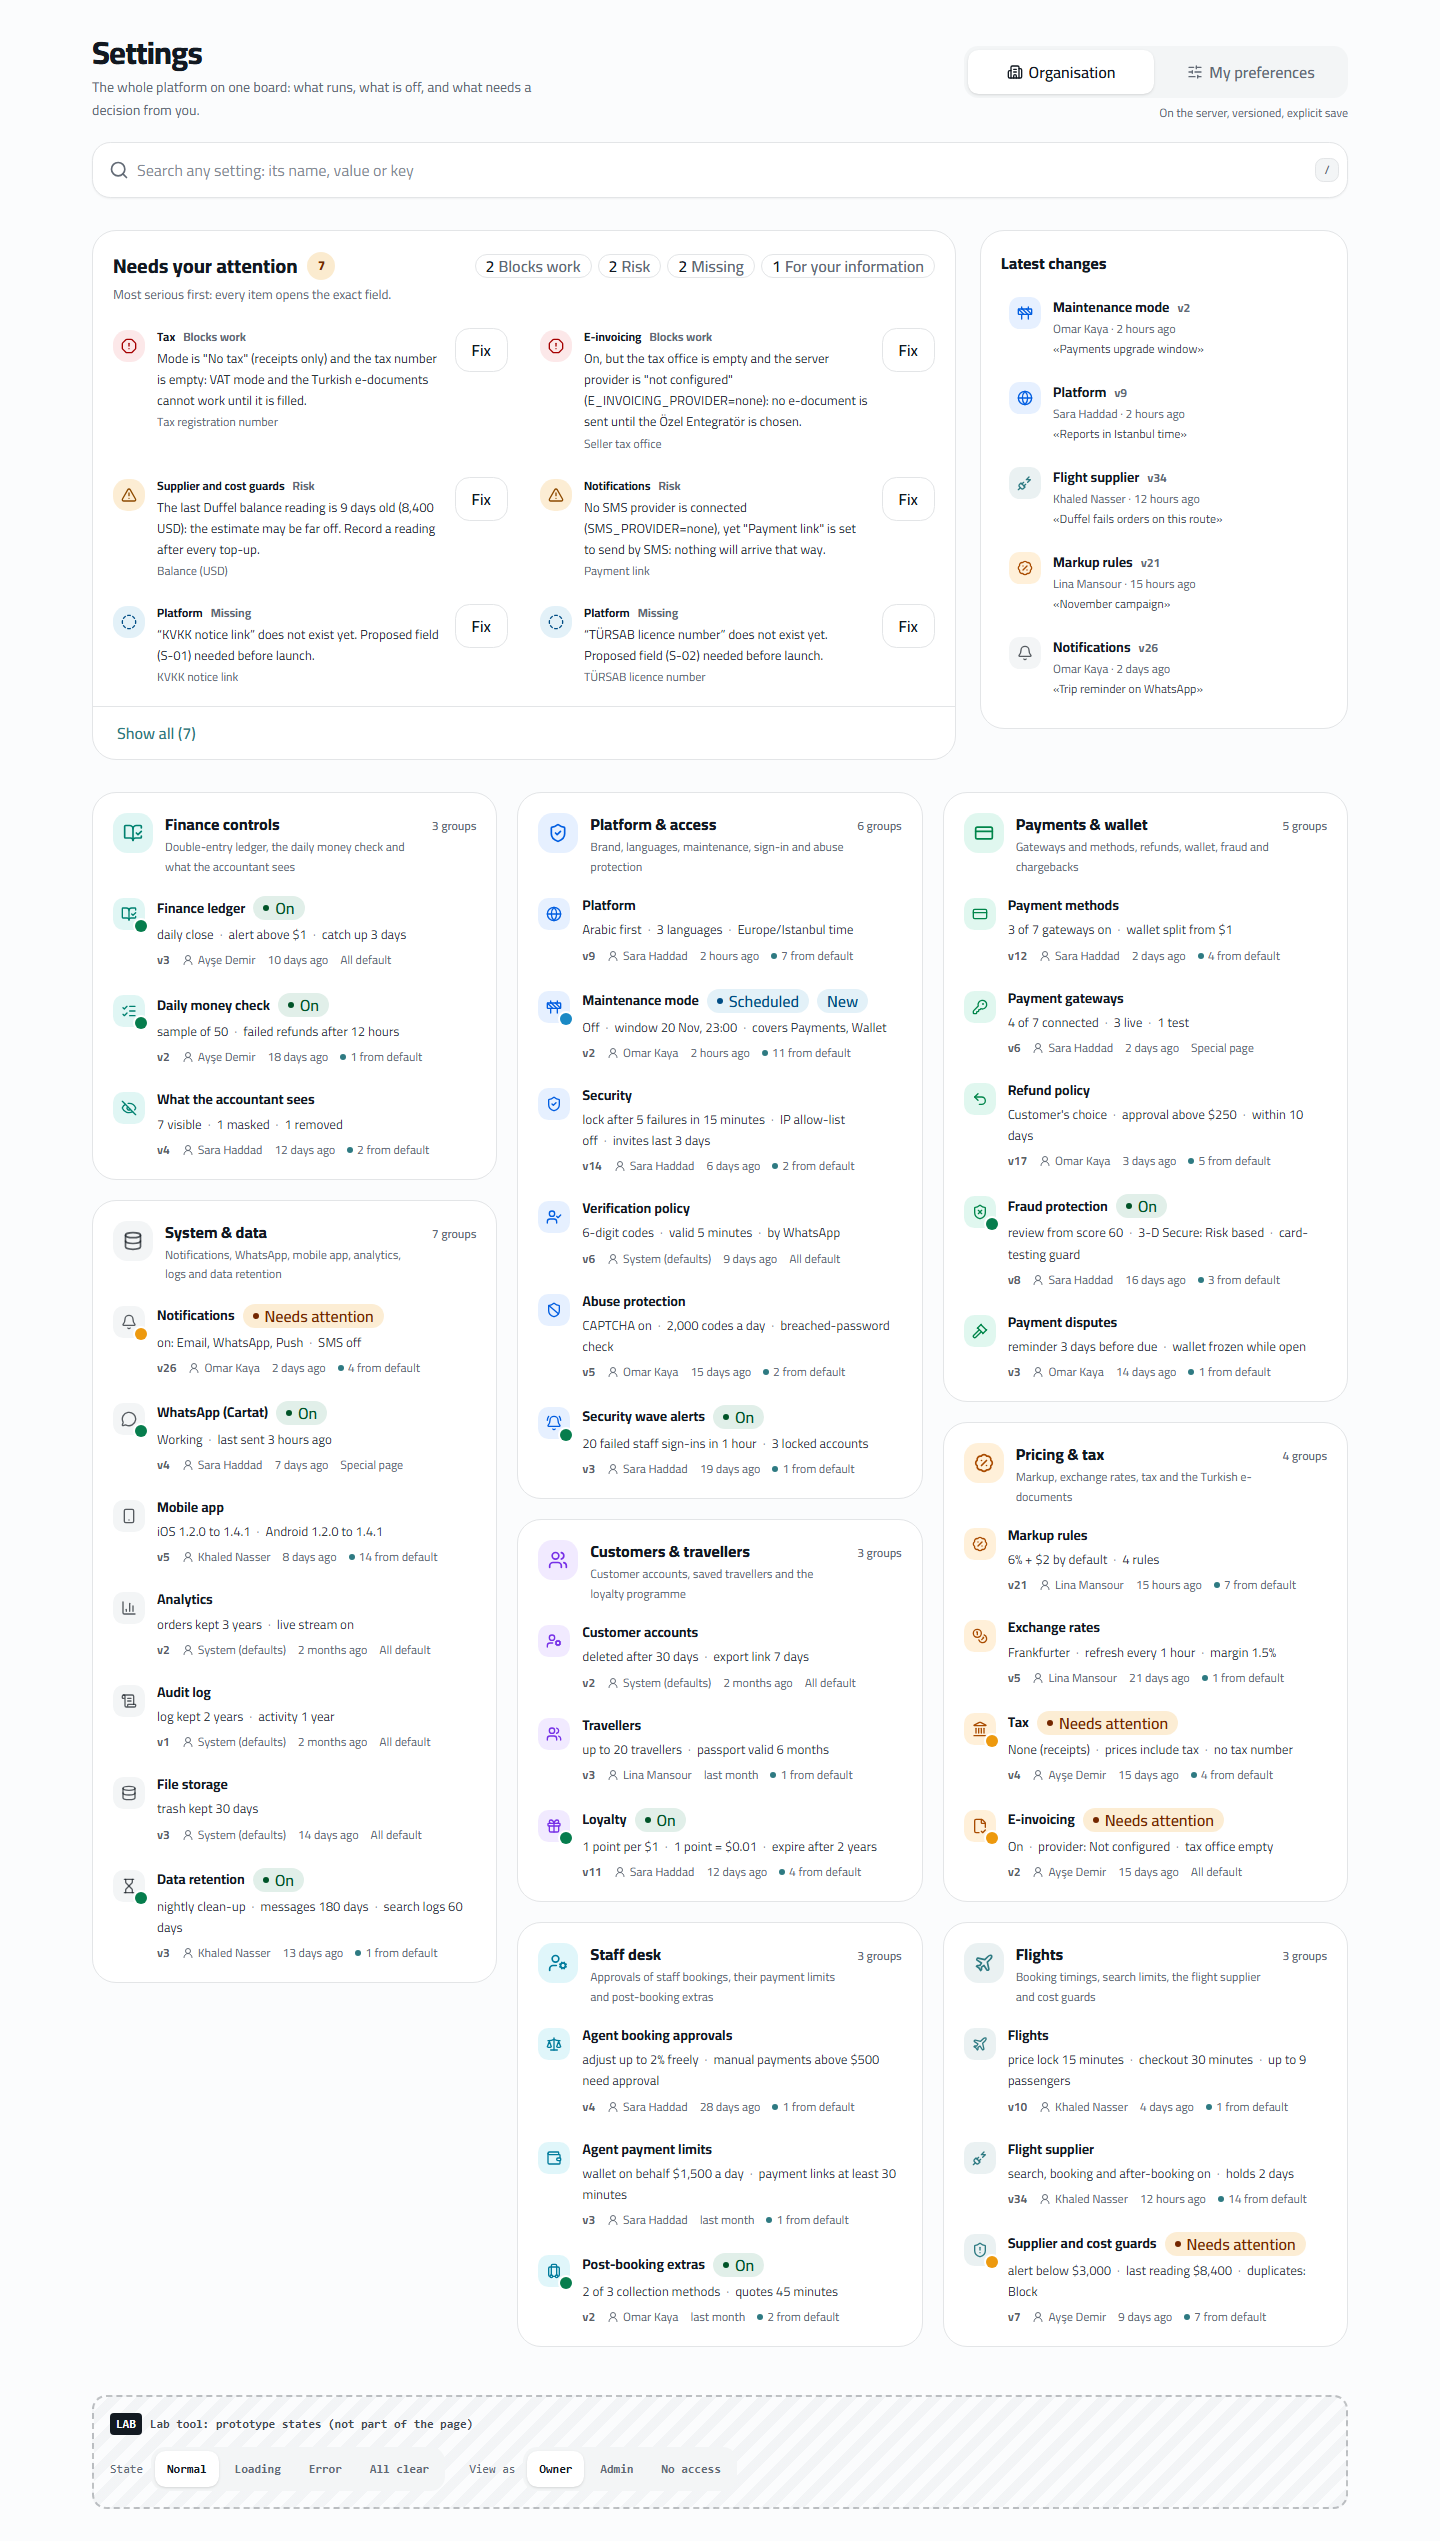 Settings
The whole platform on one board: what runs, what is off, and what needs a
decision from you.
Organisation
My preferences
On the server, versioned, explicit save
Search any setting: its name, value or key
/
Needs your attention 7
2 Blocks work
2 Risk
2 Missing
1 For your information
Most serious first: every item opens the exact field.
Tax Blocks work
Mode is "No tax" (receipts only) and the tax number
is empty: VAT mode and the Turkish e-documents
cannot work until it is filled.
Tax registration number
Fix
E-invoicing Blocks work
On, but the tax office is empty and the server
provider is "not configured"
(E_INVOICING_PROVIDER=none): no e-document is
sent until the Özel Entegratör is chosen.
Seller tax office
Fix
Supplier and cost guards Risk
The last Duffel balance reading is 9 days old (8,400
USD): the estimate may be far off. Record a reading
after every top-up.
Balance (USD)
Fix
Notifications Risk
No SMS provider is connected
(SMS_PROVIDER=none), yet "Payment link" is set
to send by SMS: nothing will arrive that way.
Payment link
Fix
Platform Missing
"KVKK notice link" does not exist yet. Proposed field
(S-01) needed before launch.
KVKK notice link
Fix
Platform Missing
"TÜRSAB licence number" does not exist yet.
Proposed field (S-02) needed before launch.
TÜRSAB licence number
Fix
Show all (7)
Latest changes
Maintenance mode v2
Omar Kaya · 2 hours ago
«Payments upgrade window»
Platform v9
Sara Haddad · 2 hours ago
«Reports in Istanbul time»
Flight supplier v34
Khaled Nasser · 12 hours ago
«Duffel fails orders on this route»
Markup rules v21
Lina Mansour · 15 hours ago
«November campaign»
Notifications v26
Omar Kaya · 2 days ago
«Trip reminder on WhatsApp»
Finance controls 3 groups
Double-entry ledger, the daily money check and
what the accountant sees
Finance ledger On
daily close · alert above $1 · catch up 3 days
v3 Ayşe Demir 10 days ago All default
Daily money check On
sample of 50 · failed refunds after 12 hours
v2 Ayşe Demir 18 days ago 1 from default
What the accountant sees
7 visible · 1 masked · 1 removed
v4 Sara Haddad 12 days ago 2 from default
System & data 7 groups
Notifications, WhatsApp, mobile app, analytics,
logs and data retention
Notifications Needs attention
on: Email, WhatsApp, Push · SMS off
v26 Omar Kaya 2 days ago 4 from default
WhatsApp (Cartat) On
Working · last sent 3 hours ago
v4 Sara Haddad 7 days ago Special page
Mobile app
iOS 1.2.0 to 1.4.1 · Android 1.2.0 to 1.4.1
v5 Khaled Nasser 8 days ago 14 from default
Analytics
orders kept 3 years · live stream on
v2 System (defaults) 2 months ago All default
Audit log
log kept 2 years · activity 1 year
v1 System (defaults) 2 months ago All default
File storage
trash kept 30 days
v3 System (defaults) 14 days ago All default
Data retention On
nightly clean-up · messages 180 days · search logs 60
days
v3 Khaled Nasser 13 days ago 1 from default
Platform & access 6 groups
Brand, languages, maintenance, sign-in and abuse
protection
Platform
Arabic first · 3 languages · Europe/Istanbul time
v9 Sara Haddad 2 hours ago 7 from default
Maintenance mode Scheduled New
Off · window 20 Nov, 23:00 · covers Payments, Wallet
v2 Omar Kaya 2 hours ago 11 from default
Security
lock after 5 failures in 15 minutes · IP allow-list
off · invites last 3 days
v14 Sara Haddad 6 days ago 2 from default
Verification policy
6-digit codes · valid 5 minutes · by WhatsApp
v6 System (defaults) 9 days ago All default
Abuse protection
CAPTCHA on · 2,000 codes a day · breached-password
check
v5 Omar Kaya 15 days ago 2 from default
Security wave alerts On
20 failed staff sign-ins in 1 hour · 3 locked accounts
v3 Sara Haddad 19 days ago 1 from default
Customers & travellers 3 groups
Customer accounts, saved travellers and the
loyalty programme
Customer accounts
deleted after 30 days · export link 7 days
v2 System (defaults) 2 months ago All default
Travellers
up to 20 travellers · passport valid 6 months
v3 Lina Mansour last month 1 from default
Loyalty On
1 point per $1 · 1 point = $0.01 · expire after 2 years
v11 Sara Haddad 12 days ago 4 from default
Staff desk 3 groups
Approvals of staff bookings, their payment limits
and post-booking extras
Agent booking approvals
adjust up to 2% freely · manual payments above $500
need approval
v4 Sara Haddad 28 days ago 1 from default
Agent payment limits
wallet on behalf $1,500 a day · payment links at least 30
minutes
v3 Sara Haddad last month 1 from default
Post-booking extras On
2 of 3 collection methods · quotes 45 minutes
v2 Omar Kaya last month 2 from default
Payments & wallet 5 groups
Gateways and methods, refunds, wallet, fraud and
chargebacks
Payment methods
3 of 7 gateways on · wallet split from $1
v12 Sara Haddad 2 days ago 4 from default
Payment gateways
4 of 7 connected · 3 live · 1 test
v6 Sara Haddad 2 days ago Special page
Refund policy
Customer's choice · approval above $250 · within 10
days
v17 Omar Kaya 3 days ago 5 from default
Fraud protection On
review from score 60 · 3-D Secure: Risk based · card-
testing guard
v8 Sara Haddad 16 days ago 3 from default
Payment disputes
reminder 3 days before due · wallet frozen while open
v3 Omar Kaya 14 days ago 1 from default
Pricing & tax 4 groups
Markup, exchange rates, tax and the Turkish e-
documents
Markup rules
6% + $2 by default · 4 rules
v21 Lina Mansour 15 hours ago 7 from default
Exchange rates
Frankfurter · refresh every 1 hour · margin 1.5%
v5 Lina Mansour 21 days ago 1 from default
Tax Needs attention
None (receipts) · prices include tax · no tax number
v4 Ayşe Demir 15 days ago 4 from default
E-invoicing Needs attention
On · provider: Not configured · tax office empty
v2 Ayşe Demir 15 days ago All default
Flights 3 groups
Booking timings, search limits, the flight supplier
and cost guards
Flights
price lock 15 minutes · checkout 30 minutes · up to 9
passengers
v10 Khaled Nasser 4 days ago 1 from default
Flight supplier
search, booking and after-booking on · holds 2 days
v34 Khaled Nasser 12 hours ago 14 from default
Supplier and cost guards Needs attention
alert below $3,000 · last reading $8,400 · duplicates:
Block
v7 Ayşe Demir 9 days ago 7 from default
LAB Lab tool: prototype states (not part of the page)
State Normal Loading Error All clear View as Owner Admin No access